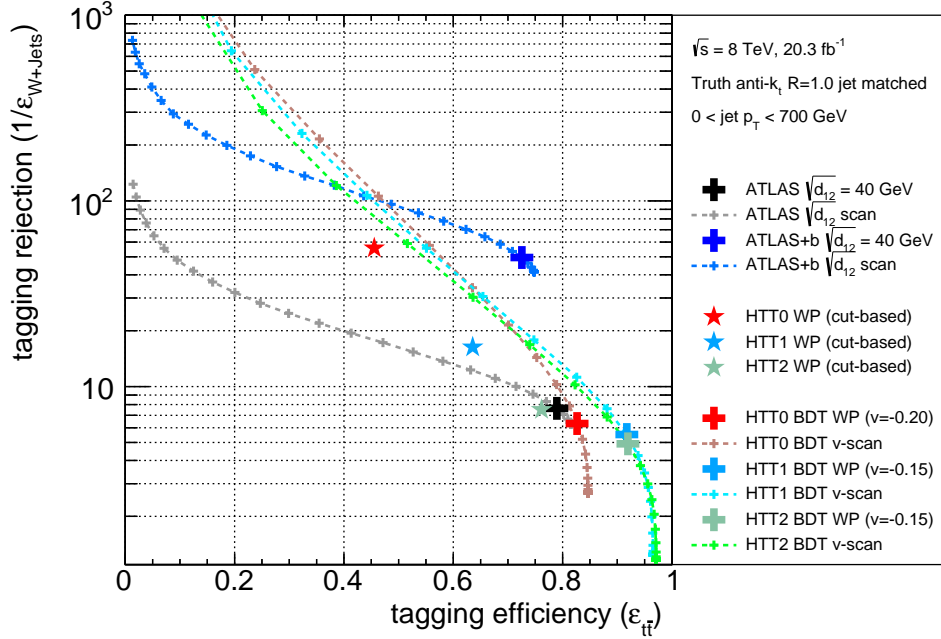 tagging rejection (1/ε_{W+Jets})
10³
10²
10
0
0.2
0.4
0.6
0.8
1
tagging efficiency (ε_{tt̄})
√s = 8 TeV, 20.3 fb⁻¹
Truth anti-k_t R=1.0 jet matched
0 < jet p_T < 700 GeV
ATLAS √d₁₂ = 40 GeV
ATLAS √d₁₂ scan
ATLAS+b √d₁₂ = 40 GeV
ATLAS+b √d₁₂ scan
HTT0 WP (cut-based)
HTT1 WP (cut-based)
HTT2 WP (cut-based)
HTT0 BDT WP (v=-0.20)
HTT0 BDT v-scan
HTT1 BDT WP (v=-0.15)
HTT1 BDT v-scan
HTT2 BDT WP (v=-0.15)
HTT2 BDT v-scan